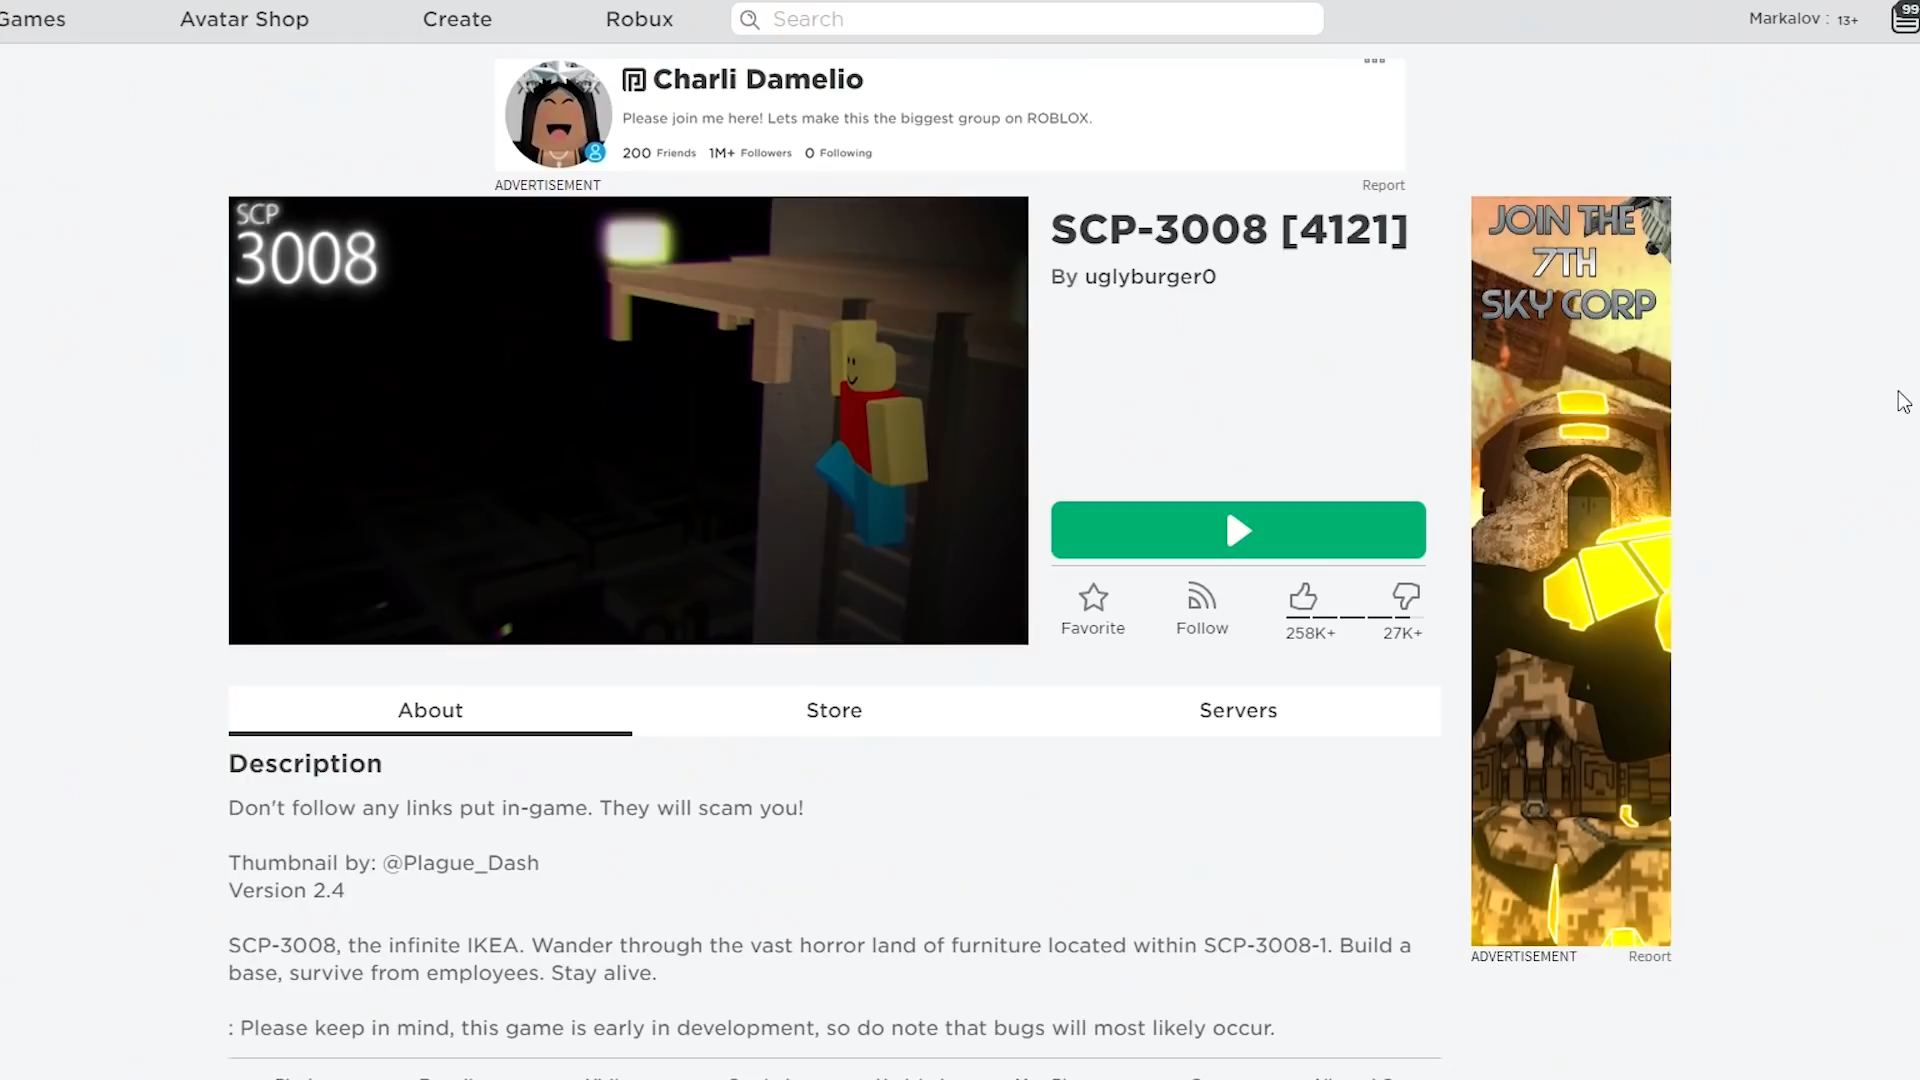 Games
Avatar Shop
Create
Robux
Search
Markalov : 13+
99
Charli Damelio
Please join me here! Lets make this the biggest group on ROBLOX.
200 Friends 1M+ Followers 0 Following
ADVERTISEMENT
Report
SCP
3008
SCP-3008 [4121]
By uglyburger0
Favorite
Follow
258K+
27K+
JOIN THE
7TH
SKY CORP
ADVERTISEMENT
Report
About
Store
Servers
Description
Don't follow any links put in-game. They will scam you!
Thumbnail by: @Plague_Dash
Version 2.4
SCP-3008, the infinite IKEA. Wander through the vast horror land of furniture located within SCP-3008-1. Build a
base, survive from employees. Stay alive.
: Please keep in mind, this game is early in development, so do note that bugs will most likely occur.